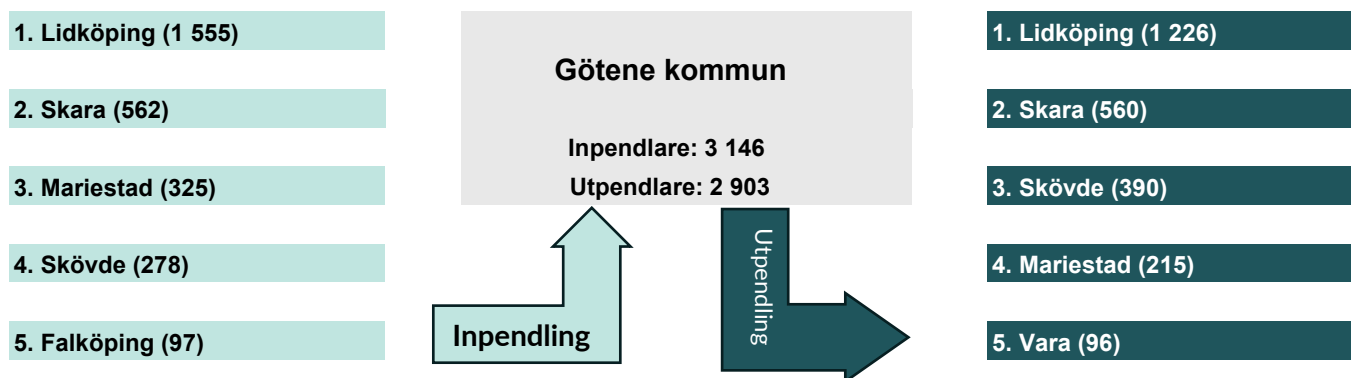 1. Lidköping (1 555)
2. Skara (562)
3. Mariestad (325)
4. Skövde (278)
5. Falköping (97)
Götene kommun
Inpendlare: 3 146
Utpendlare: 2 903
Inpendling
Utpendling
1. Lidköping (1 226)
2. Skara (560)
3. Skövde (390)
4. Mariestad (215)
5. Vara (96)